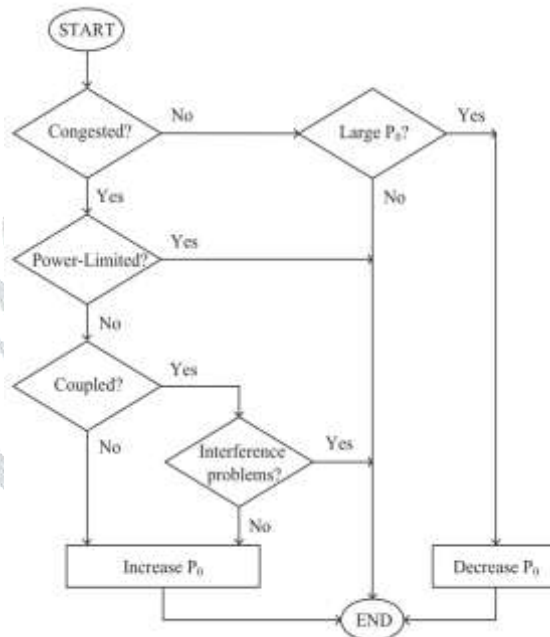 START
Congested?
No
Large P₀?
Yes
Yes
No
Power-Limited?
Yes
No
Coupled?
Yes
No
Interference
problems?
Yes
No
Increase P₀
Decrease P₀
END